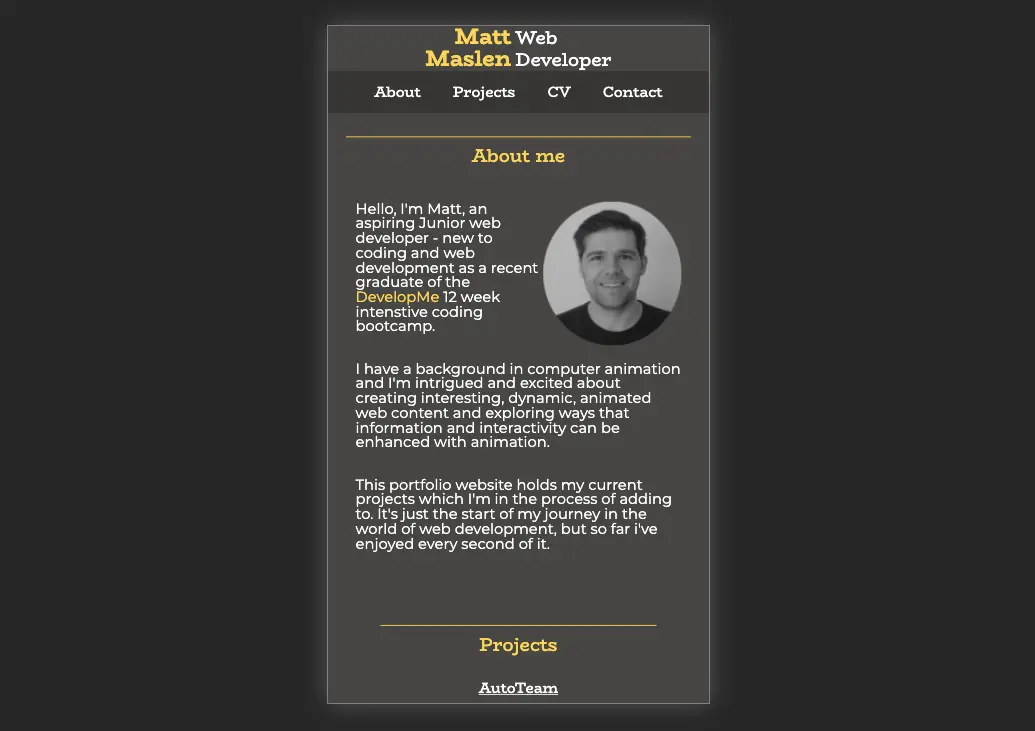 Matt Web
Maslen Developer
About Projects CV Contact
About me
Hello, I'm Matt, an
aspiring Junior web
developer - new to
coding and web
development as a recent
graduate of the
DevelopMe 12 week
intenstive coding
bootcamp.
I have a background in computer animation
and I'm intrigued and excited about
creating interesting, dynamic, animated
web content and exploring ways that
information and interactivity can be
enhanced with animation.
This portfolio website holds my current
projects which I'm in the process of adding
to. It's just the start of my journey in the
world of web development, but so far i've
enjoyed every second of it.
Projects
AutoTeam